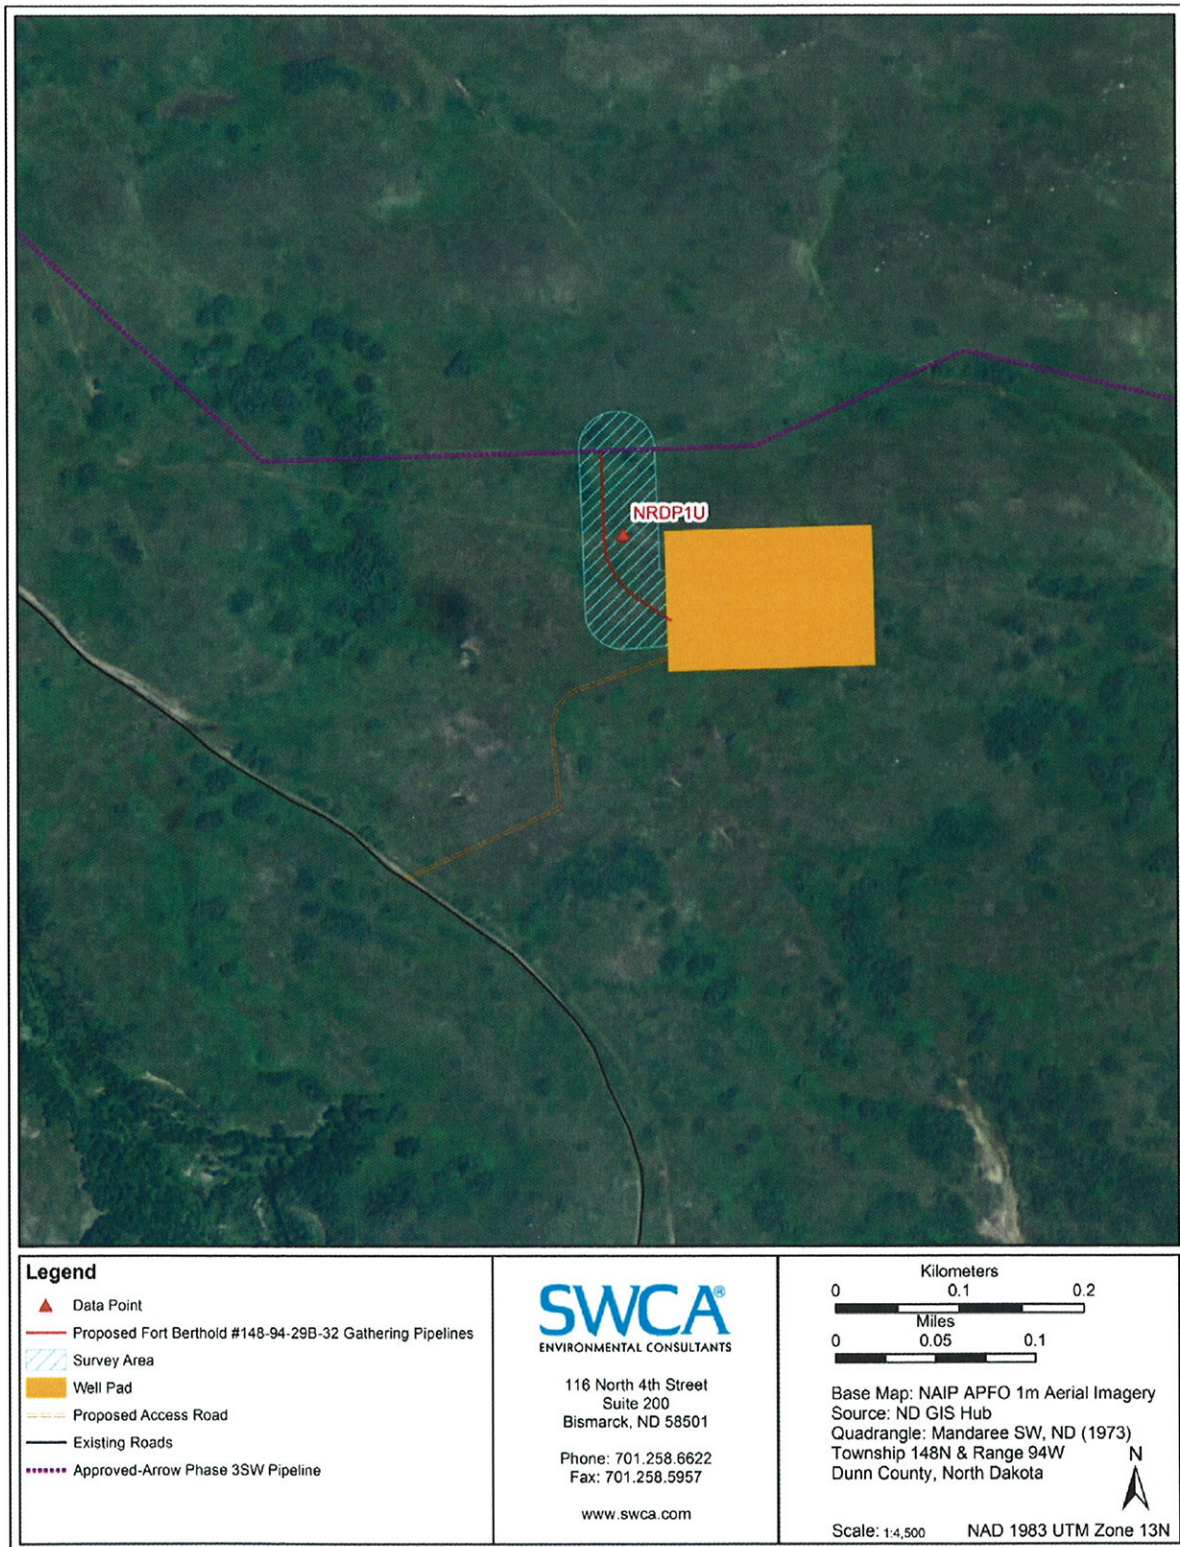 NRDP1U
Legend
Data Point
Proposed Fort Berthold #148-94-29B-32 Gathering Pipelines
Survey Area
Well Pad
Proposed Access Road
Existing Roads
Approved-Arrow Phase 3SW Pipeline
SWCA®
ENVIRONMENTAL CONSULTANTS
116 North 4th Street
Suite 200
Bismarck, ND 58501
Phone: 701.258.6622
Fax: 701.258.5957
www.swca.com
Kilometers
0 0.1 0.2
Miles
0 0.05 0.1
Base Map: NAIP APFO 1m Aerial Imagery
Source: ND GIS Hub
Quadrangle: Mandaree SW, ND (1973)
Township 148N & Range 94W
Dunn County, North Dakota
N
Scale: 1:4,500 NAD 1983 UTM Zone 13N